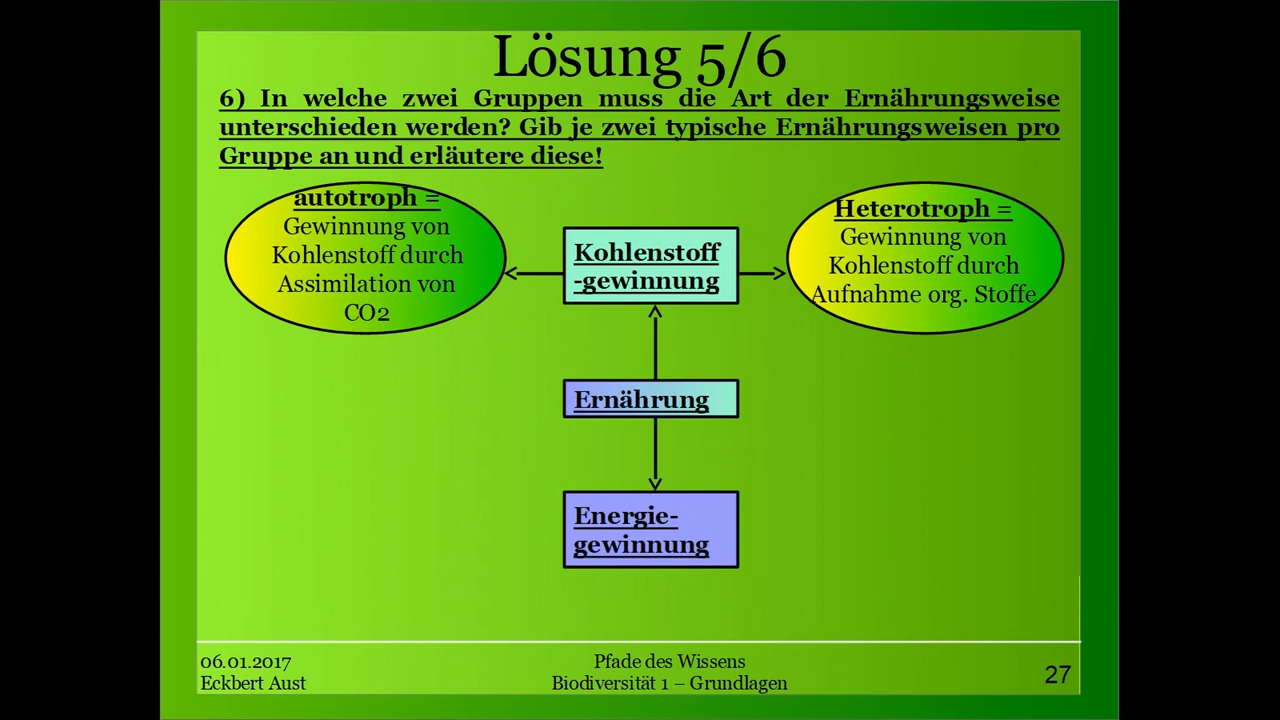 Lösung 5/6
6) In welche zwei Gruppen muss die Art der Ernährungsweise
unterschieden werden? Gib je zwei typische Ernährungsweisen pro
Gruppe an und erläutere diese!
autotroph =
Gewinnung von
Kohlenstoff durch
Assimilation von
CO2
Kohlenstoff
-gewinnung
Heterotroph =
Gewinnung von
Kohlenstoff durch
Aufnahme org. Stoffe
Ernährung
Energie-
gewinnung
06.01.2017
Eckbert Aust
Pfade des Wissens
Biodiversität 1 – Grundlagen
27